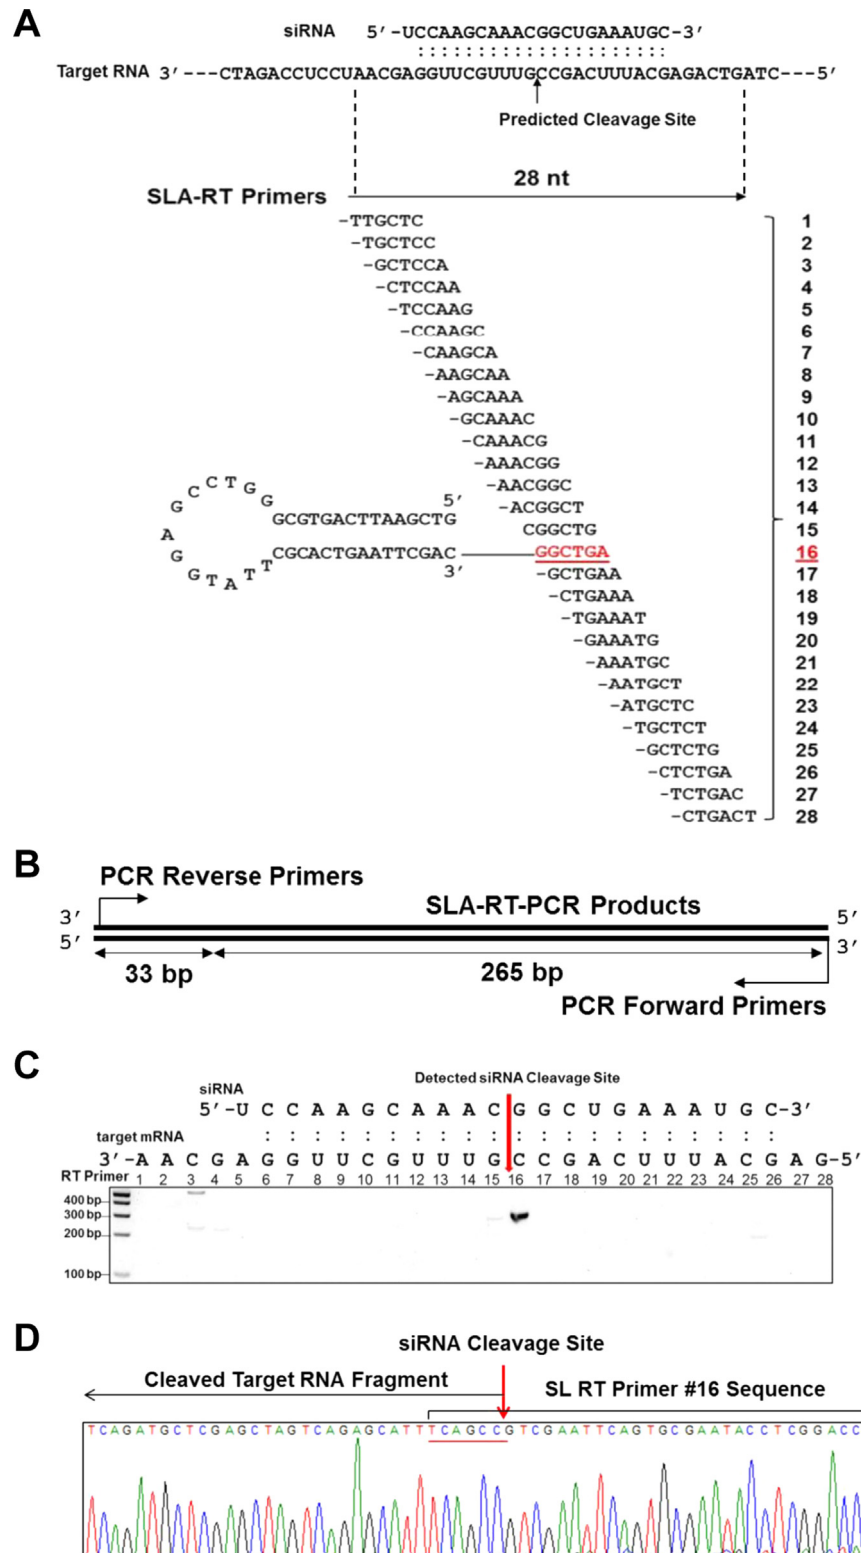 A
siRNA 5’-UCCAAGCAAACGGCUGAAAUGC-3’
:::::::::::::::::::::
Target RNA 3’---CTAGACCUCCUAACGAGGUUCGUUUGCCGACUUUACGAGACTGATC---5’
Predicted Cleavage Site
28 nt
SLA-RT Primers
-TTGCTC 1
-TGCTCC 2
-GCTCCA 3
-CTCCAA 4
-TCCAAG 5
-CCAAGC 6
-CAAGCA 7
-AAGCAA 8
-AGCAAA 9
-GCAAAC 10
-CAAACG 11
-AAACGG 12
-AACGGC 13
-ACGGCT 14
CGGCTG 15
GGCTGA 16
-GCTGAA 17
-CTGAAA 18
-TGAAAT 19
-GAAATG 20
-AAATGC 21
-AATGCT 22
-ATGCTC 23
-TGCTCT 24
-GCTCTG 25
-CTCTGA 26
-TCTGAC 27
-CTGACT 28
5’
GCGTGACTTAAGCTG
G
G
T
C
C
G
A
G
G
T
A
T
T
CGCACTGAATTCGAC
3’
B
PCR Reverse Primers
SLA-RT-PCR Products
3’ 5’
5’ 3’
33 bp 265 bp
PCR Forward Primers
C
Detected siRNA Cleavage Site
siRNA
5’-U C C A A G C A A A C G G C U G A A A U G C-3’
: : : : : : : : : : : : : : : : : : : : :
target mRNA
3’-A A C G A G G U U C G U U U G C C G A C U U U A C G A G-5’
RT Primer 1 2 3 4 5 6 7 8 9 10 11 12 13 14 15 16 17 18 19 20 21 22 23 24 25 26 27 28
400 bp
300 bp
200 bp
100 bp
D
siRNA Cleavage Site
Cleaved Target RNA Fragment
SL RT Primer #16 Sequence
TCAGATGCTCGAGCTAGTCAGAGCATTTCAGCCGTCGAATTCAGTGCGAATACCTCGGACC